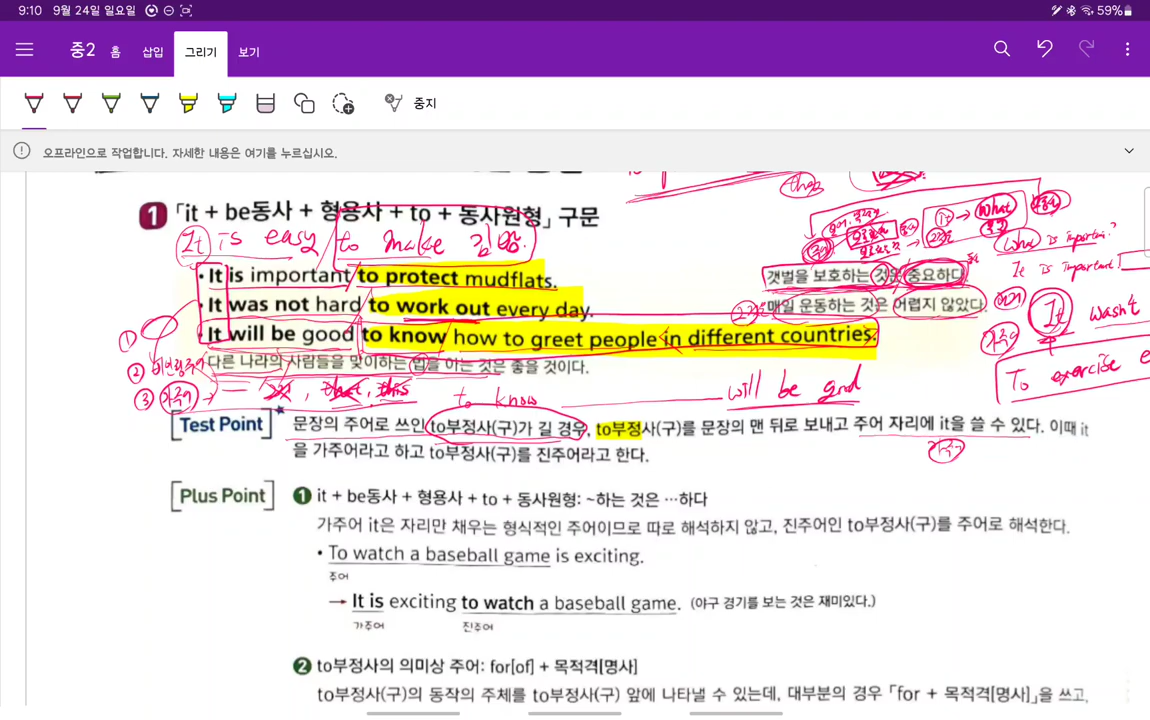 9:10 9월 24일 일요일 59%
중2 홈 삽입 그리기 보기
중지
오프라인으로 작업합니다. 자세한 내용은 여기를 누르십시오.
1 「it + be동사 + 형용사 + to + 동사원형」 구문
It is easy to make 김밥.
What is important?
It is important
• It is important to protect mudflats. 갯벌을 보호하는 것은 중요하다.
• It was not hard to work out every day. 매일 운동하는 것은 어렵지 않았다.
It wasn't
• It will be good to know how to greet people in different countries.
① 
② 비인칭주어 다른 나라의 사람들을 맞이하는 법을 아는 것은 좋을 것이다.
To exercise e
③ 가주어 → = that, this
to know will be good
Test Point 문장의 주어로 쓰인 to부정사(구)가 길 경우, to부정사(구)를 문장의 맨 뒤로 보내고 주어 자리에 it을 쓸 수 있다. 이때 it
을 가주어라고 하고 to부정사(구)를 진주어라고 한다.
가주어
Plus Point 1 it + be동사 + 형용사 + to + 동사원형: ~하는 것은 …하다
가주어 it은 자리만 채우는 형식적인 주어이므로 따로 해석하지 않고, 진주어인 to부정사(구)를 주어로 해석한다.
• To watch a baseball game is exciting.
주어
→ It is exciting to watch a baseball game. (야구 경기를 보는 것은 재미있다.)
가주어 진주어
2 to부정사의 의미상 주어: for[of] + 목적격[명사]
to부정사(구)의 동작의 주체를 to부정사(구) 앞에 나타낼 수 있는데, 대부분의 경우 「for + 목적격[명사]」을 쓰고,